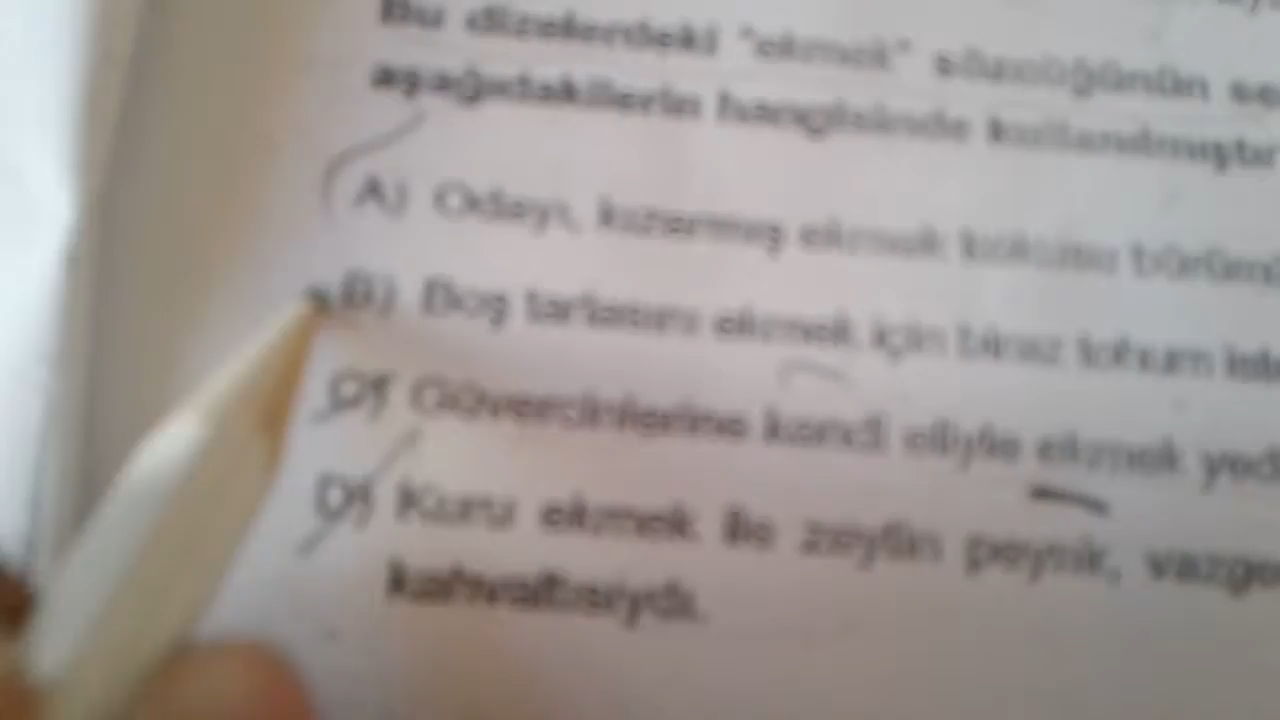 Bu dizelerdeki "ekmek" sözcüğünün
aşağıdakilerin hangisinde kullanılmıştır
A) Odayı, kızarmış ekmek kokusu
B) Boş tarlasını ekmek için biraz tohum
C) Güvercinlerine kendi eliyle ekmek
D) Kuru ekmek ile zeytin peynir,
kahvaltısıydı.